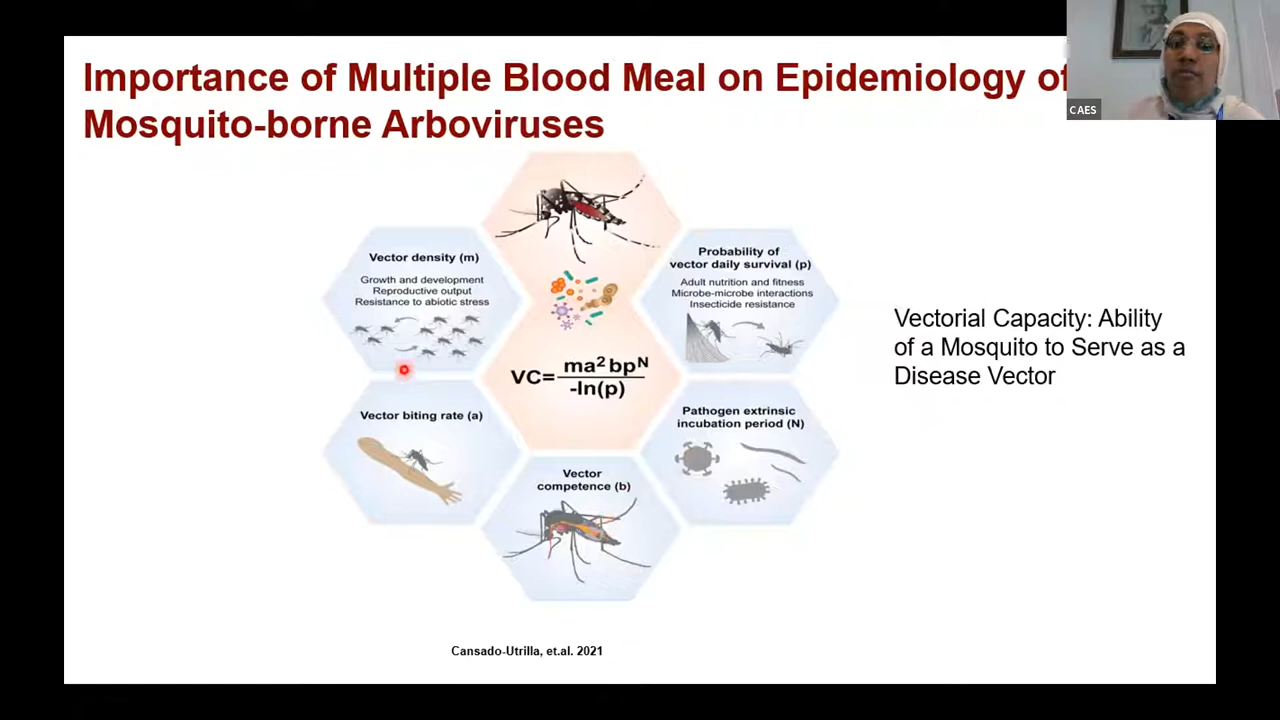 Importance of Multiple Blood Meal on Epidemiology of
Mosquito-borne Arboviruses
CAES
Vector density (m)
Growth and development
Reproductive output
Resistance to abiotic stress
Probability of
vector daily survival (p)
Adult nutrition and fitness
Microbe-microbe interactions
Insecticide resistance
VC= ma² bpᴺ
-ln(p)
Vectorial Capacity: Ability
of a Mosquito to Serve as a
Disease Vector
Vector biting rate (a)
Pathogen extrinsic
incubation period (N)
Vector
competence (b)
Cansado-Utrilla, et.al. 2021